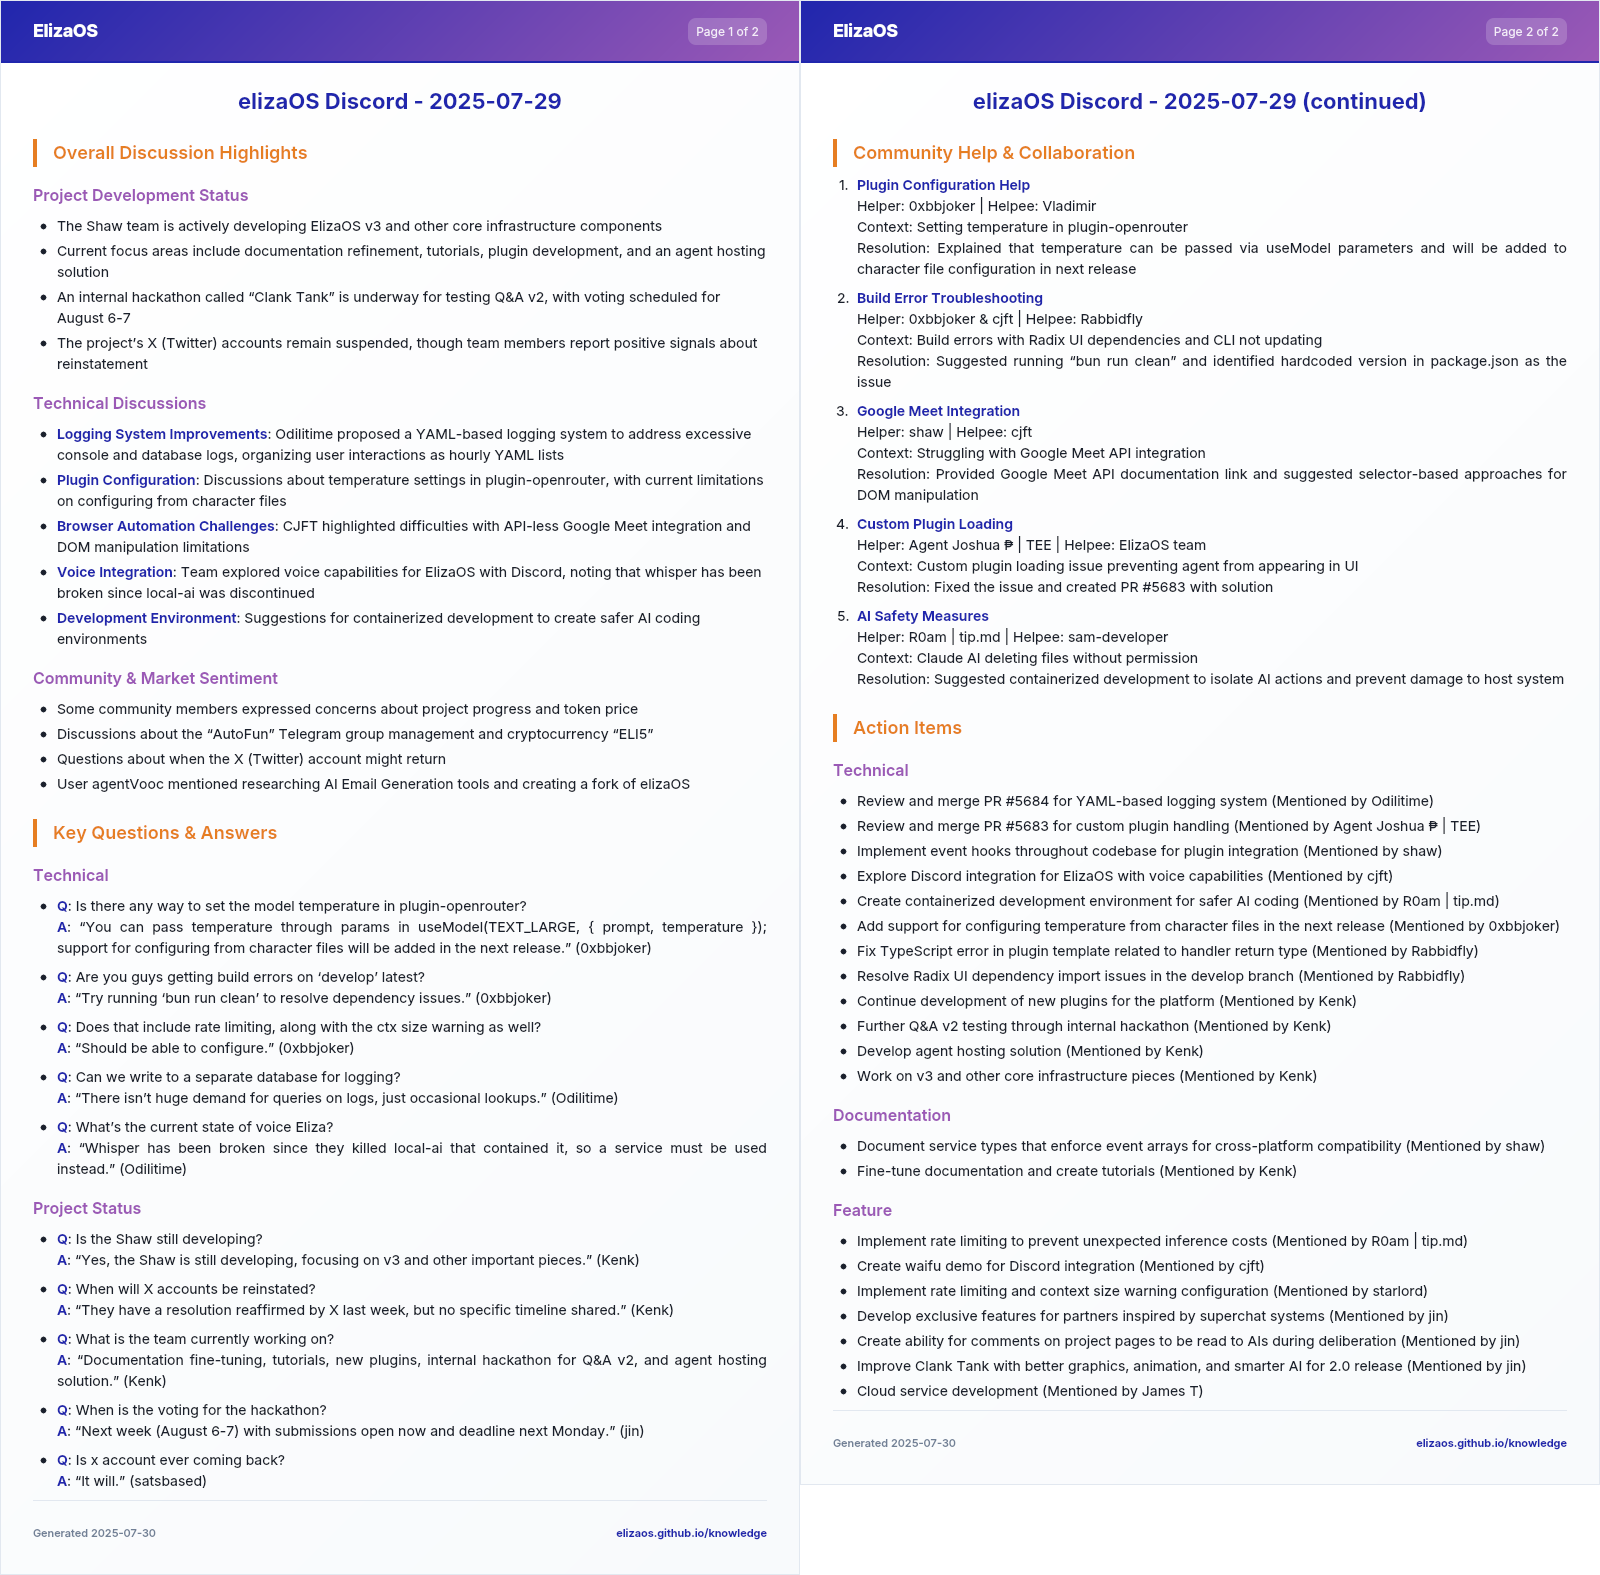 ElizaOS
Page 1 of 2
elizaOS Discord - 2025-07-29
Overall Discussion Highlights
Project Development Status
• The Shaw team is actively developing ElizaOS v3 and other core infrastructure components
• Current focus areas include documentation refinement, tutorials, plugin development, and an agent hosting
solution
• An internal hackathon called “Clank Tank” is underway for testing Q&A v2, with voting scheduled for
August 6-7
• The project’s X (Twitter) accounts remain suspended, though team members report positive signals about
reinstatement
Technical Discussions
• Logging System Improvements: Odilitime proposed a YAML-based logging system to address excessive
console and database logs, organizing user interactions as hourly YAML lists
• Plugin Configuration: Discussions about temperature settings in plugin-openrouter, with current limitations
on configuring from character files
• Browser Automation Challenges: CJFT highlighted difficulties with API-less Google Meet integration and
DOM manipulation limitations
• Voice Integration: Team explored voice capabilities for ElizaOS with Discord, noting that whisper has been
broken since local-ai was discontinued
• Development Environment: Suggestions for containerized development to create safer AI coding
environments
Community & Market Sentiment
• Some community members expressed concerns about project progress and token price
• Discussions about the “AutoFun” Telegram group management and cryptocurrency “ELI5”
• Questions about when the X (Twitter) account might return
• User agentVooc mentioned researching AI Email Generation tools and creating a fork of elizaOS
Key Questions & Answers
Technical
• Q: Is there any way to set the model temperature in plugin-openrouter?
A: “You can pass temperature through params in useModel(TEXT_LARGE, { prompt, temperature });
support for configuring from character files will be added in the next release.” (0xbbjoker)
• Q: Are you guys getting build errors on ‘develop’ latest?
A: “Try running ‘bun run clean’ to resolve dependency issues.” (0xbbjoker)
• Q: Does that include rate limiting, along with the ctx size warning as well?
A: “Should be able to configure.” (0xbbjoker)
• Q: Can we write to a separate database for logging?
A: “There isn’t huge demand for queries on logs, just occasional lookups.” (Odilitime)
• Q: What’s the current state of voice Eliza?
A: “Whisper has been broken since they killed local-ai that contained it, so a service must be used
instead.” (Odilitime)
Project Status
• Q: Is the Shaw still developing?
A: “Yes, the Shaw is still developing, focusing on v3 and other important pieces.” (Kenk)
• Q: When will X accounts be reinstated?
A: “They have a resolution reaffirmed by X last week, but no specific timeline shared.” (Kenk)
• Q: What is the team currently working on?
A: “Documentation fine-tuning, tutorials, new plugins, internal hackathon for Q&A v2, and agent hosting
solution.” (Kenk)
• Q: When is the voting for the hackathon?
A: “Next week (August 6-7) with submissions open now and deadline next Monday.” (jin)
• Q: Is x account ever coming back?
A: “It will.” (satsbased)
Generated 2025-07-30
elizaos.github.io/knowledge
ElizaOS
Page 2 of 2
elizaOS Discord - 2025-07-29 (continued)
Community Help & Collaboration
1. Plugin Configuration Help
Helper: 0xbbjoker | Helpee: Vladimir
Context: Setting temperature in plugin-openrouter
Resolution: Explained that temperature can be passed via useModel parameters and will be added to
character file configuration in next release
2. Build Error Troubleshooting
Helper: 0xbbjoker & cjft | Helpee: Rabbidfly
Context: Build errors with Radix UI dependencies and CLI not updating
Resolution: Suggested running “bun run clean” and identified hardcoded version in package.json as the
issue
3. Google Meet Integration
Helper: shaw | Helpee: cjft
Context: Struggling with Google Meet API integration
Resolution: Provided Google Meet API documentation link and suggested selector-based approaches for
DOM manipulation
4. Custom Plugin Loading
Helper: Agent Joshua ₱ | TEE | Helpee: ElizaOS team
Context: Custom plugin loading issue preventing agent from appearing in UI
Resolution: Fixed the issue and created PR #5683 with solution
5. AI Safety Measures
Helper: R0am | tip.md | Helpee: sam-developer
Context: Claude AI deleting files without permission
Resolution: Suggested containerized development to isolate AI actions and prevent damage to host system
Action Items
Technical
• Review and merge PR #5684 for YAML-based logging system (Mentioned by Odilitime)
• Review and merge PR #5683 for custom plugin handling (Mentioned by Agent Joshua ₱ | TEE)
• Implement event hooks throughout codebase for plugin integration (Mentioned by shaw)
• Explore Discord integration for ElizaOS with voice capabilities (Mentioned by cjft)
• Create containerized development environment for safer AI coding (Mentioned by R0am | tip.md)
• Add support for configuring temperature from character files in the next release (Mentioned by 0xbbjoker)
• Fix TypeScript error in plugin template related to handler return type (Mentioned by Rabbidfly)
• Resolve Radix UI dependency import issues in the develop branch (Mentioned by Rabbidfly)
• Continue development of new plugins for the platform (Mentioned by Kenk)
• Further Q&A v2 testing through internal hackathon (Mentioned by Kenk)
• Develop agent hosting solution (Mentioned by Kenk)
• Work on v3 and other core infrastructure pieces (Mentioned by Kenk)
Documentation
• Document service types that enforce event arrays for cross-platform compatibility (Mentioned by shaw)
• Fine-tune documentation and create tutorials (Mentioned by Kenk)
Feature
• Implement rate limiting to prevent unexpected inference costs (Mentioned by R0am | tip.md)
• Create waifu demo for Discord integration (Mentioned by cjft)
• Implement rate limiting and context size warning configuration (Mentioned by starlord)
• Develop exclusive features for partners inspired by superchat systems (Mentioned by jin)
• Create ability for comments on project pages to be read to AIs during deliberation (Mentioned by jin)
• Improve Clank Tank with better graphics, animation, and smarter AI for 2.0 release (Mentioned by jin)
• Cloud service development (Mentioned by James T)
Generated 2025-07-30
elizaos.github.io/knowledge